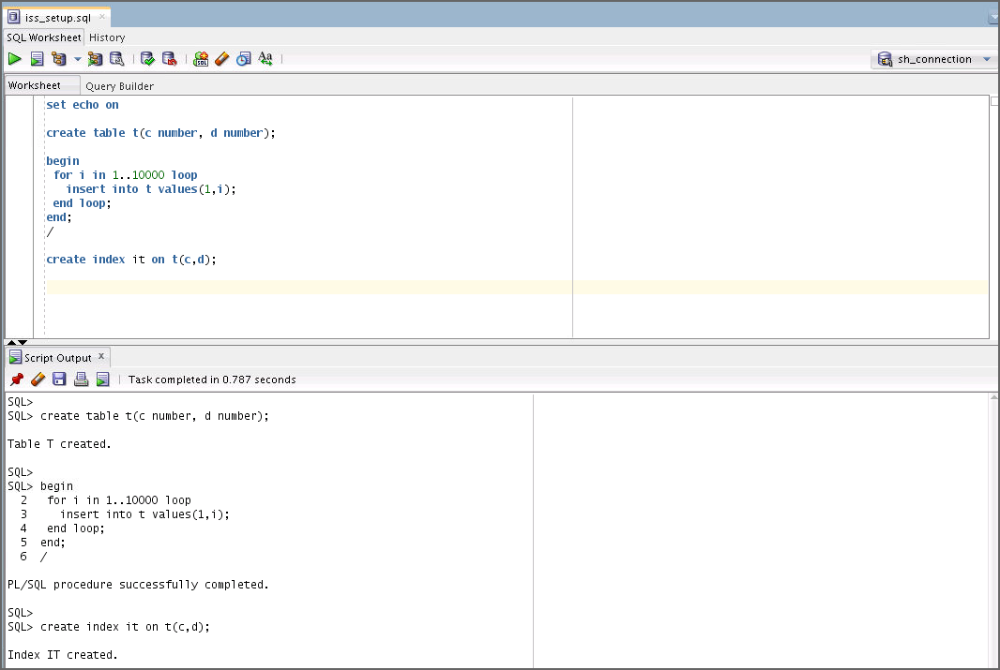 iss_setup.sql
SQL Worksheet History
SQL Aa
sh_connection
Worksheet Query Builder
set echo on
create table t(c number, d number);
begin
for i in 1..10000 loop
insert into t values(1,i);
end loop;
end;
/
create index it on t(c,d);
Script Output
Task completed in 0.787 seconds
SQL>
SQL> create table t(c number, d number);
Table T created.
SQL>
SQL> begin
2 for i in 1..10000 loop
3 insert into t values(1,i);
4 end loop;
5 end;
6 /
PL/SQL procedure successfully completed.
SQL>
SQL> create index it on t(c,d);
Index IT created.